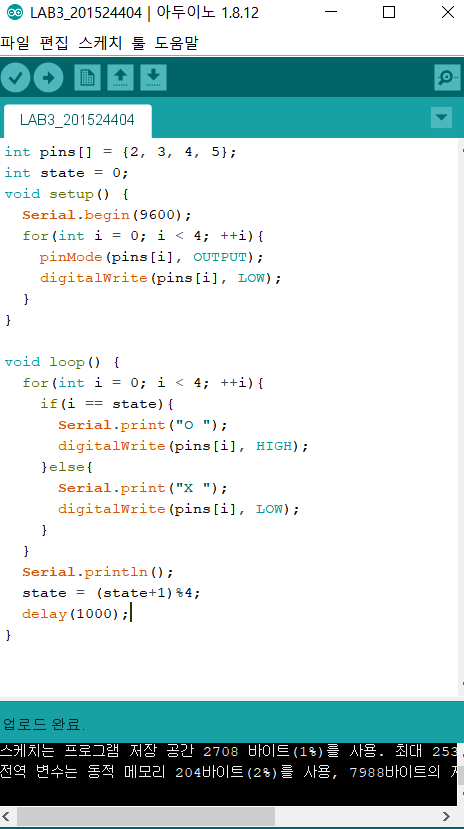 LAB3_201524404 | 아두이노 1.8.12
파일 편집 스케치 툴 도움말
LAB3_201524404
int pins[] = {2, 3, 4, 5};
int state = 0;
void setup() {
  Serial.begin(9600);
  for(int i = 0; i < 4; ++i){
    pinMode(pins[i], OUTPUT);
    digitalWrite(pins[i], LOW);
  }
}

void loop() {
  for(int i = 0; i < 4; ++i){
    if(i == state){
      Serial.print("O ");
      digitalWrite(pins[i], HIGH);
    }else{
      Serial.print("X ");
      digitalWrite(pins[i], LOW);
    }
  }
  Serial.println();
  state = (state+1)%4;
  delay(1000);
}
업로드 완료.
스케치는 프로그램 저장 공간 2708 바이트(1%)를 사용. 최대 253
전역 변수는 동적 메모리 204바이트(2%)를 사용, 7988바이트의